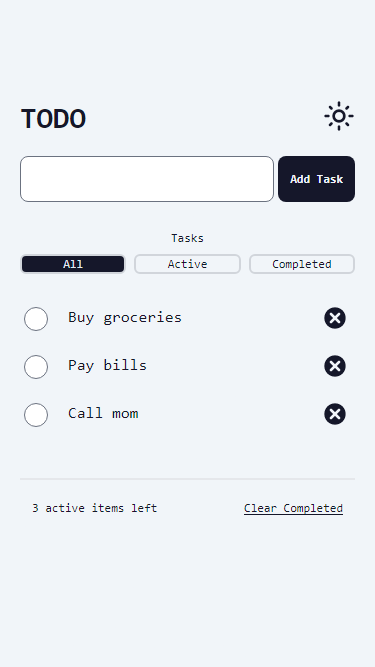 TODO
Add Task
Tasks
All Active Completed
Buy groceries
Pay bills
Call mom
3 active items left Clear Completed